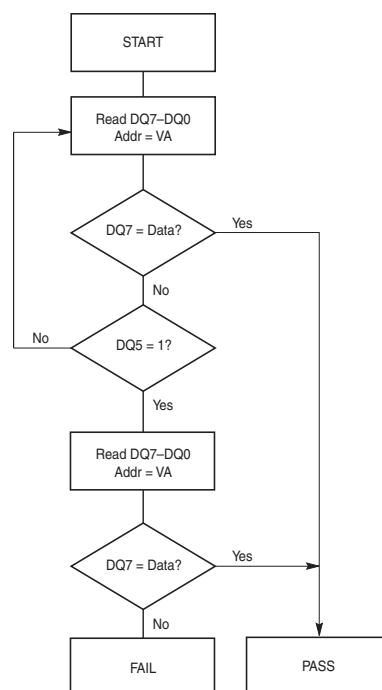 START
Read DQ7–DQ0
Addr = VA
DQ7 = Data?
Yes
No
No
DQ5 = 1?
Yes
Read DQ7–DQ0
Addr = VA
DQ7 = Data?
Yes
No
FAIL
PASS